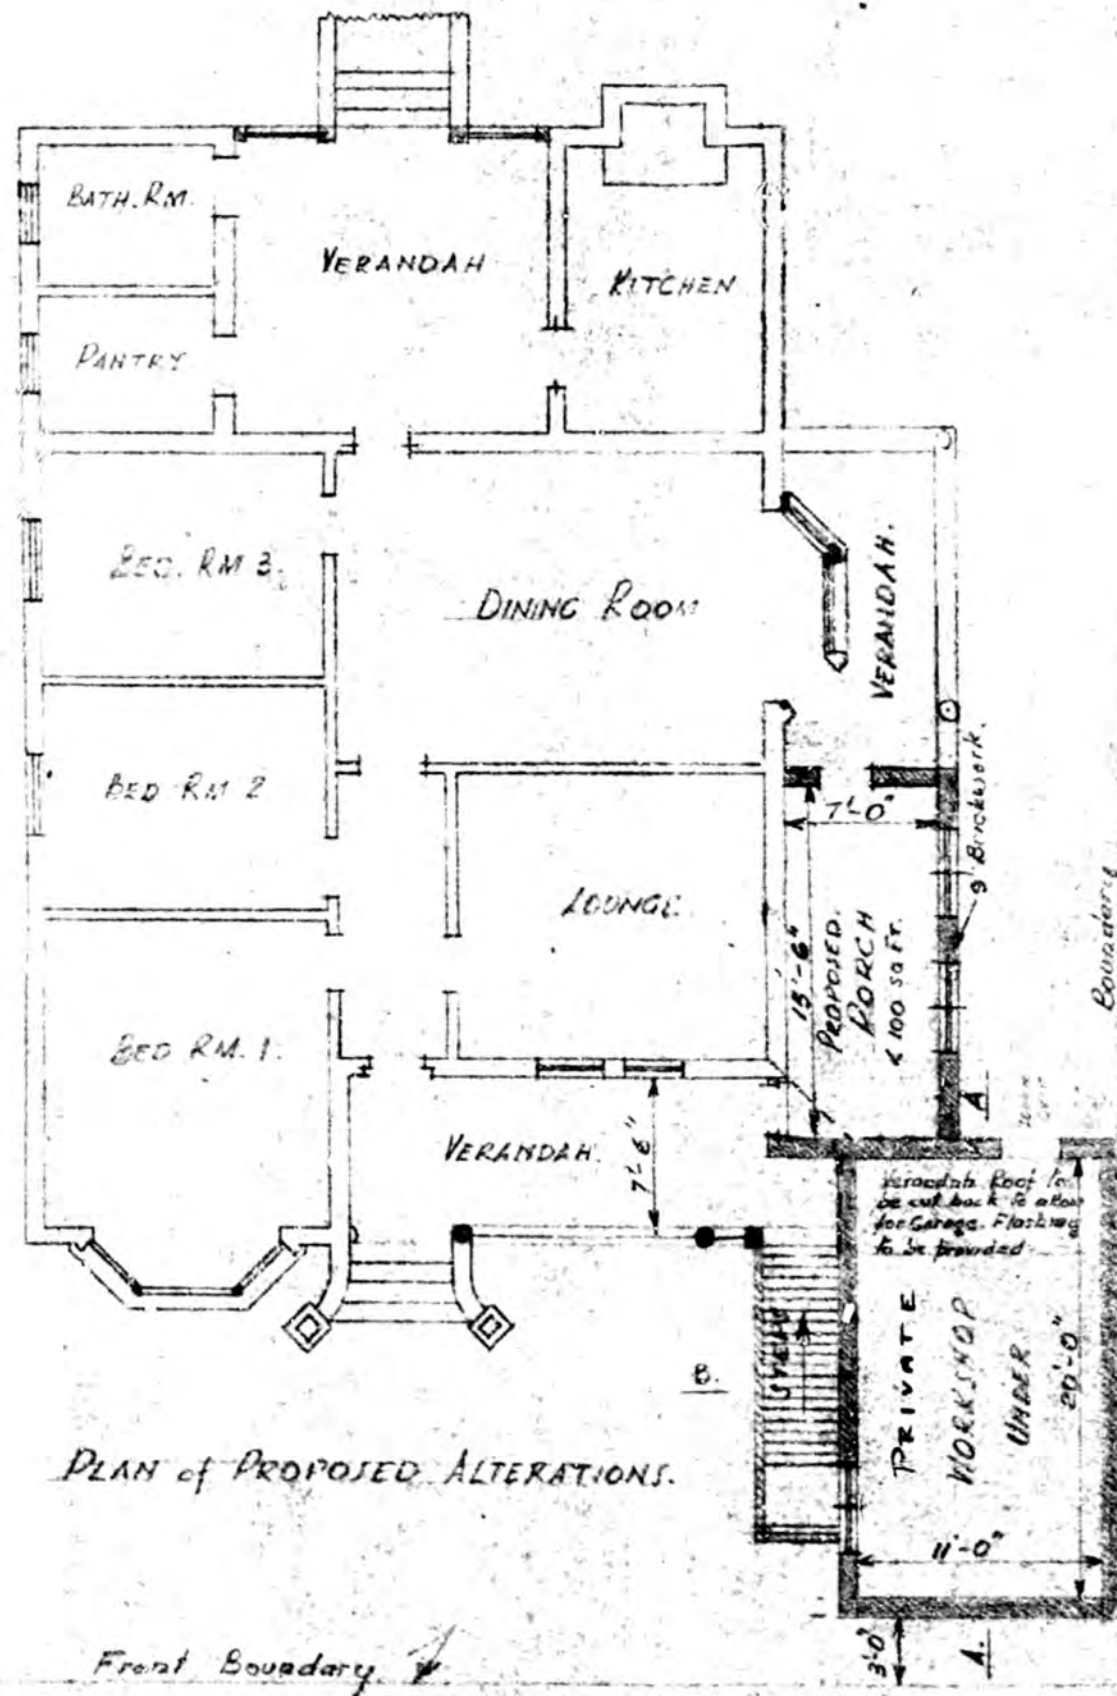 BATH. RM.
VERANDAH
KITCHEN
PANTRY
BED. RM 3.
DINING ROOM
VERANDAH.
BED RM 2
7'-0"
9" Brickwork.
Boundary
LOUNGE
15'-6"
PROPOSED.
PORCH
< 100 SQ FT.
BED RM. 1.
A
VERANDAH.
7'-6"
Verandah Roof to
be cut back to allow
for Garage. Flashing
to be provided
PRIVATE
WORKSHOP
UNDER
20'-0"
B.
PLAN of PROPOSED ALTERATIONS.
11'-0"
3'-0"
A.
Front Boundary